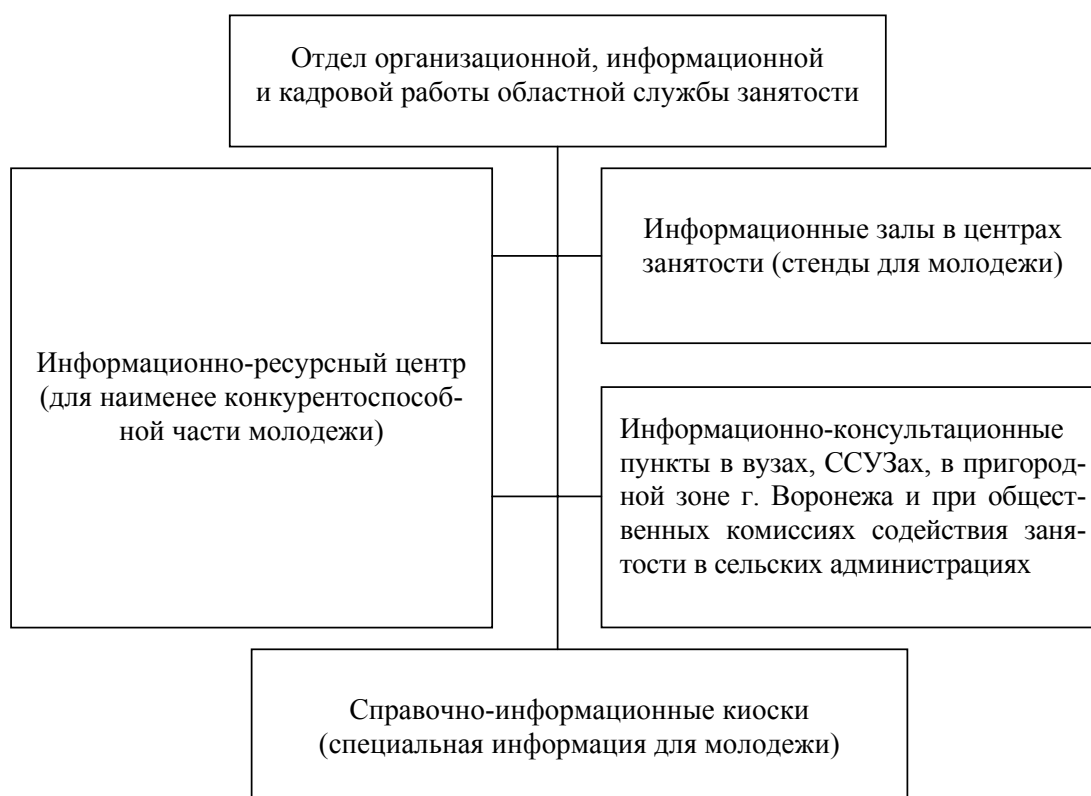 Отдел организационной, информационной
и кадровой работы областной службы занятости
Информационно-ресурсный центр
(для наименее конкурентоспособ-
ной части молодежи)
Информационные залы в центрах
занятости (стенды для молодежи)
Информационно-консультационные
пункты в вузах, ССУЗах, в пригород-
ной зоне г. Воронежа и при общест-
венных комиссиях содействия заня-
тости в сельских администрациях
Справочно-информационные киоски
(специальная информация для молодежи)